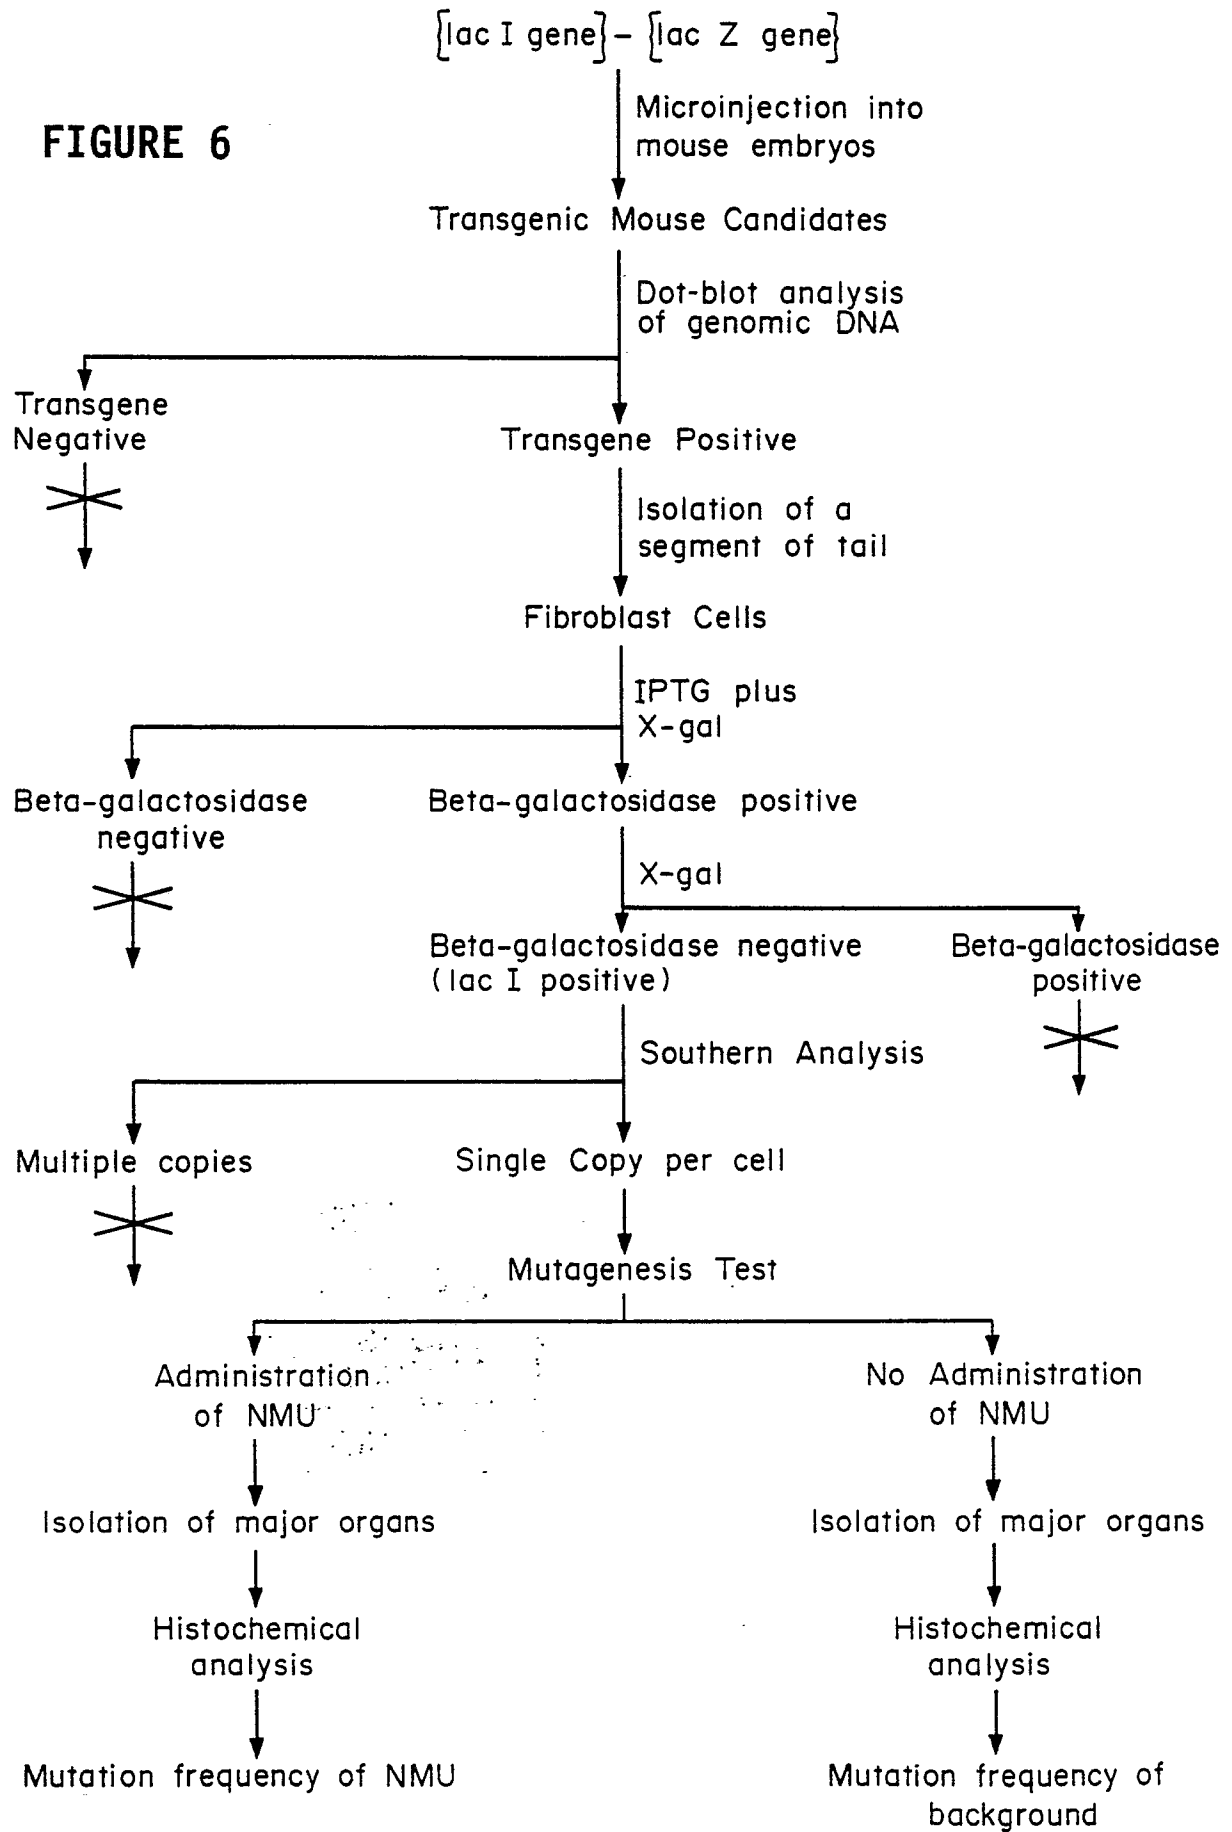 [lac I gene] - [lac Z gene]
FIGURE 6
Microinjection into
mouse embryos
Transgenic Mouse Candidates
Dot-blot analysis
of genomic DNA
Transgene
Negative
Transgene Positive
Isolation of a
segment of tail
Fibroblast Cells
IPTG plus
X-gal
Beta-galactosidase
negative
Beta-galactosidase positive
X-gal
Beta-galactosidase negative
(lac I positive)
Beta-galactosidase
positive
Southern Analysis
Multiple copies
Single Copy per cell
Mutagenesis Test
Administration
of NMU
No Administration
of NMU
Isolation of major organs
Isolation of major organs
Histochemical
analysis
Histochemical
analysis
Mutation frequency of NMU
Mutation frequency of
background